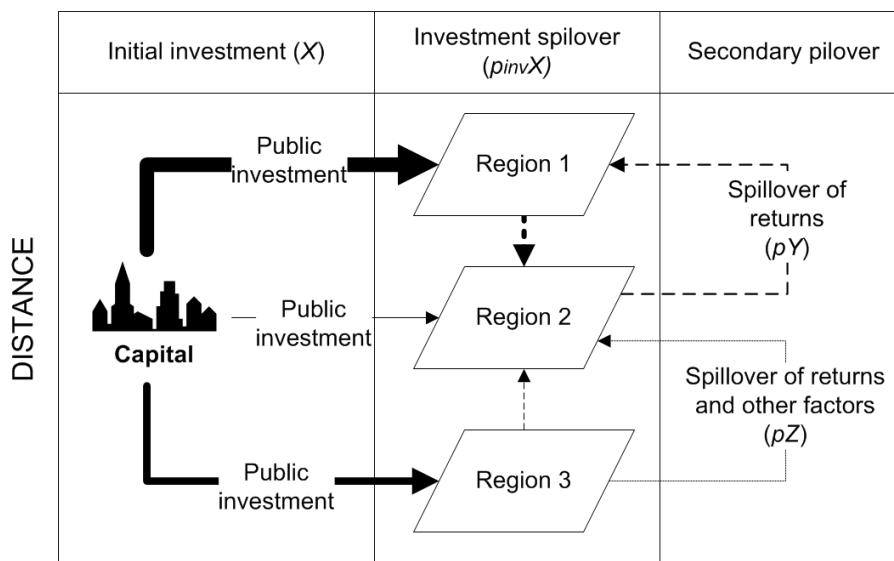 Initial investment (X)
Investment spilover
(pinvX)
Secondary pilover
DISTANCE
Public
investment
Region 1
Spillover of
returns
(pY)
Capital
Public
investment
Region 2
Spillover of returns
and other factors
(pZ)
Public
investment
Region 3